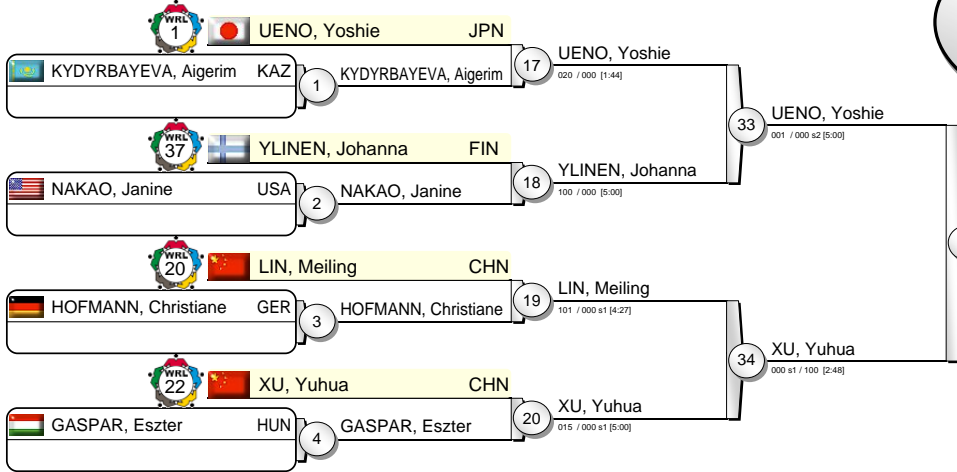 WRL
1 UENO, Yoshie JPN
KYDYRBAYEVA, Aigerim KAZ
1 KYDYRBAYEVA, Aigerim
17 UENO, Yoshie
020 / 000 [1:44]
33 UENO, Yoshie
001 / 000 s2 [5:00]
WRL
37 YLINEN, Johanna FIN
NAKAO, Janine USA
2 NAKAO, Janine
18 YLINEN, Johanna
100 / 000 [5:00]
WRL
20 LIN, Meiling CHN
HOFMANN, Christiane GER
3 HOFMANN, Christiane
19 LIN, Meiling
101 / 000 s1 [4:27]
34 XU, Yuhua
000 s1 / 100 [2:48]
WRL
22 XU, Yuhua CHN
GASPAR, Eszter HUN
4 GASPAR, Eszter
20 XU, Yuhua
015 / 000 s1 [5:00]